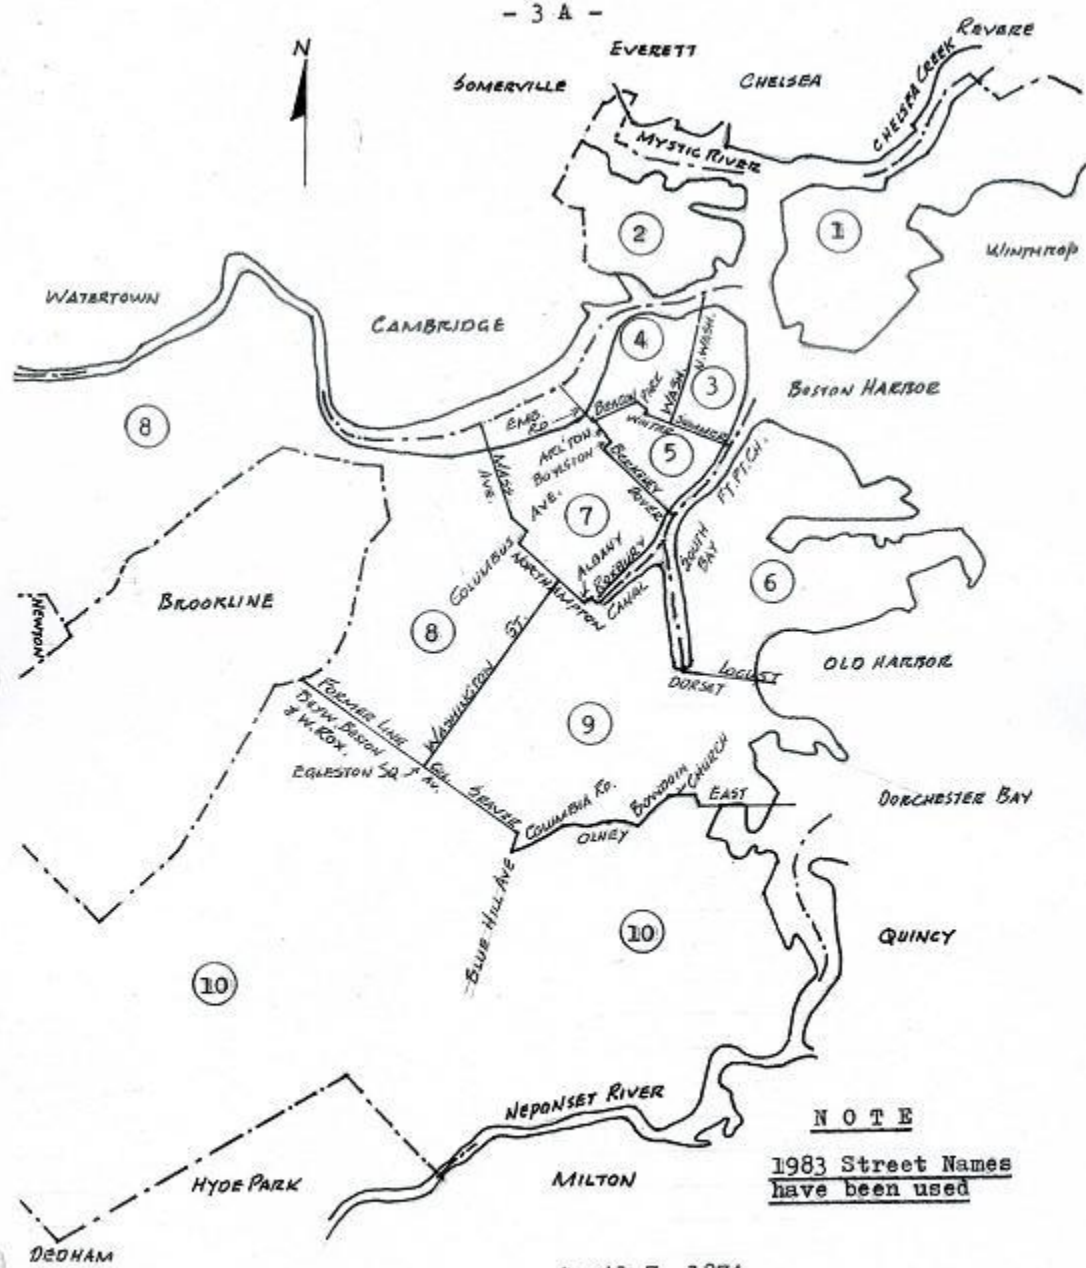 - 3 A -
N
EVERETT
REVERE
SOMERVILLE
CHELSEA
CHELSEA CREEK
MYSTIC RIVER
2
1
WINTHROP
WATERTOWN
CAMBRIDGE
4
N. WASH.
WASH.
3
BOSTON HARBOR
8
EMB.
RD
BEACON
PARK
WINTER
SUMMER
ARL'TON
BOYLSTON
5
BERKELEY
DOVER
FT. PT. CH.
MASS.
AVE.
COLUMBUS
AVE.
7
ALBANY
ROXBURY
CANAL
NORTHAMPTON
SOUTH
BAY
6
NEWTON
BROOKLINE
8
WASHINGTON
ST.
OLD HARBOR
LOCUST
DORSET
FORMER LINE
BETW. BOSTON
& W. ROX.
EGLESTON SQ
AV.
SEAVER
9
COLUMBIA RD.
OLNEY
BOWDOIN
CHURCH
EAST
DORCHESTER BAY
BLUE HILL AVE
10
QUINCY
10
NEPONSET RIVER
NOTE
1983 Street Names
have been used
HYDE PARK
MILTON
DEDHAM